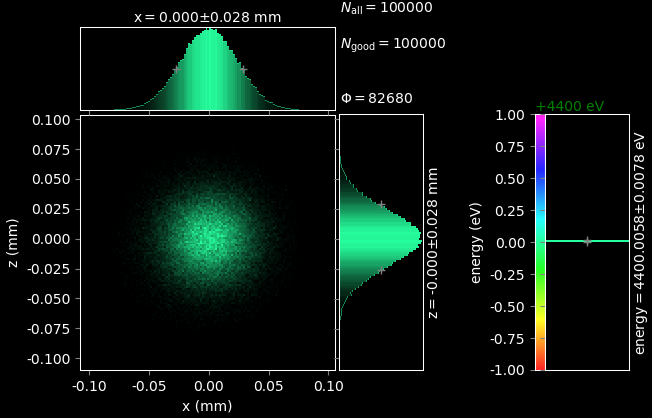 x = 0.000±0.028 mm
N_all = 100000
N_good = 100000
Φ = 82680
z (mm)
0.100
0.075
0.050
0.025
0.000
-0.025
-0.050
-0.075
-0.100
-0.10
-0.05
0.00
0.05
0.10
x (mm)
z = -0.000±0.028 mm
+4400 eV
energy (eV)
1.00
0.75
0.50
0.25
0.00
-0.25
-0.50
-0.75
-1.00
energy = 4400.0058±0.0078 eV